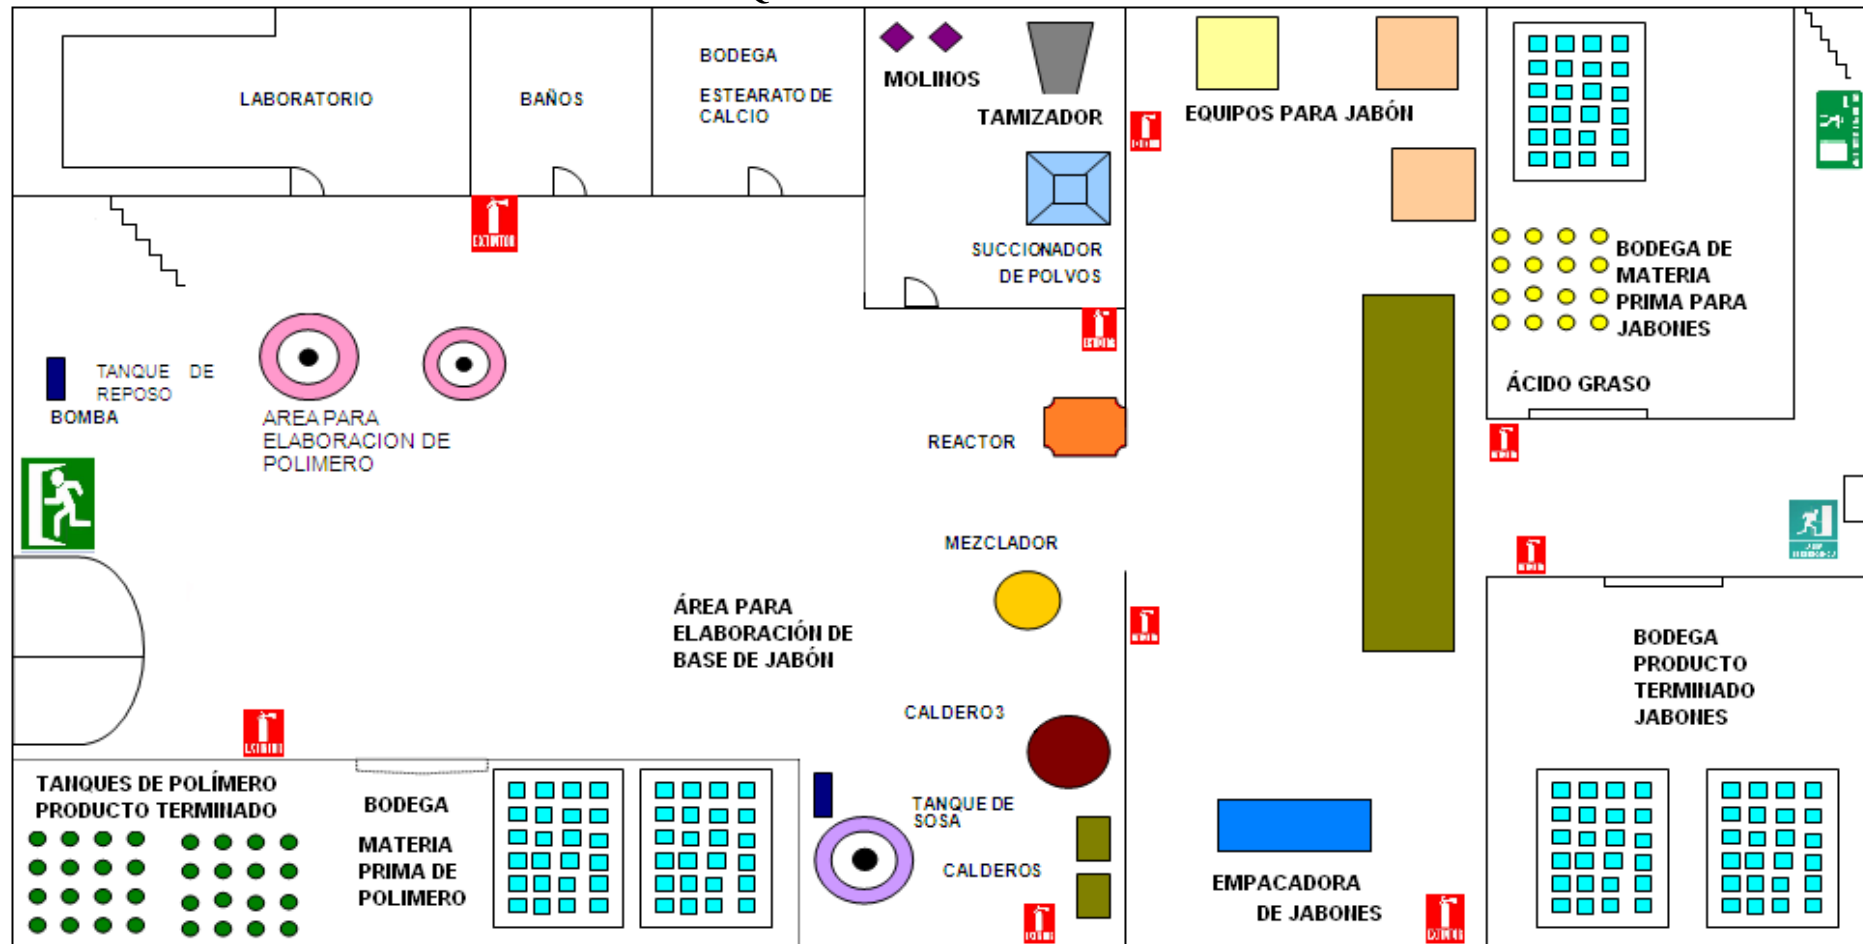 LABORATORIO
BAÑOS
BODEGA
ESTEARATO DE
CALCIO
MOLINOS
TAMIZADOR
SUCCIONADOR
DE POLVOS
EQUIPOS PARA JABÓN
BODEGA DE
MATERIA
PRIMA PARA
JABONES
ÁCIDO GRASO
EXTINTOR
TANQUE DE
REPOSO
BOMBA
AREA PARA
ELABORACION DE
POLIMERO
REACTOR
MEZCLADOR
ÁREA PARA
ELABORACIÓN DE
BASE DE JABÓN
CALDERO3
TANQUE DE
SOSA
CALDEROS
TANQUES DE POLÍMERO
PRODUCTO TERMINADO
BODEGA
MATERIA
PRIMA DE
POLIMERO
EMPACADORA
DE JABONES
BODEGA
PRODUCTO
TERMINADO
JABONES